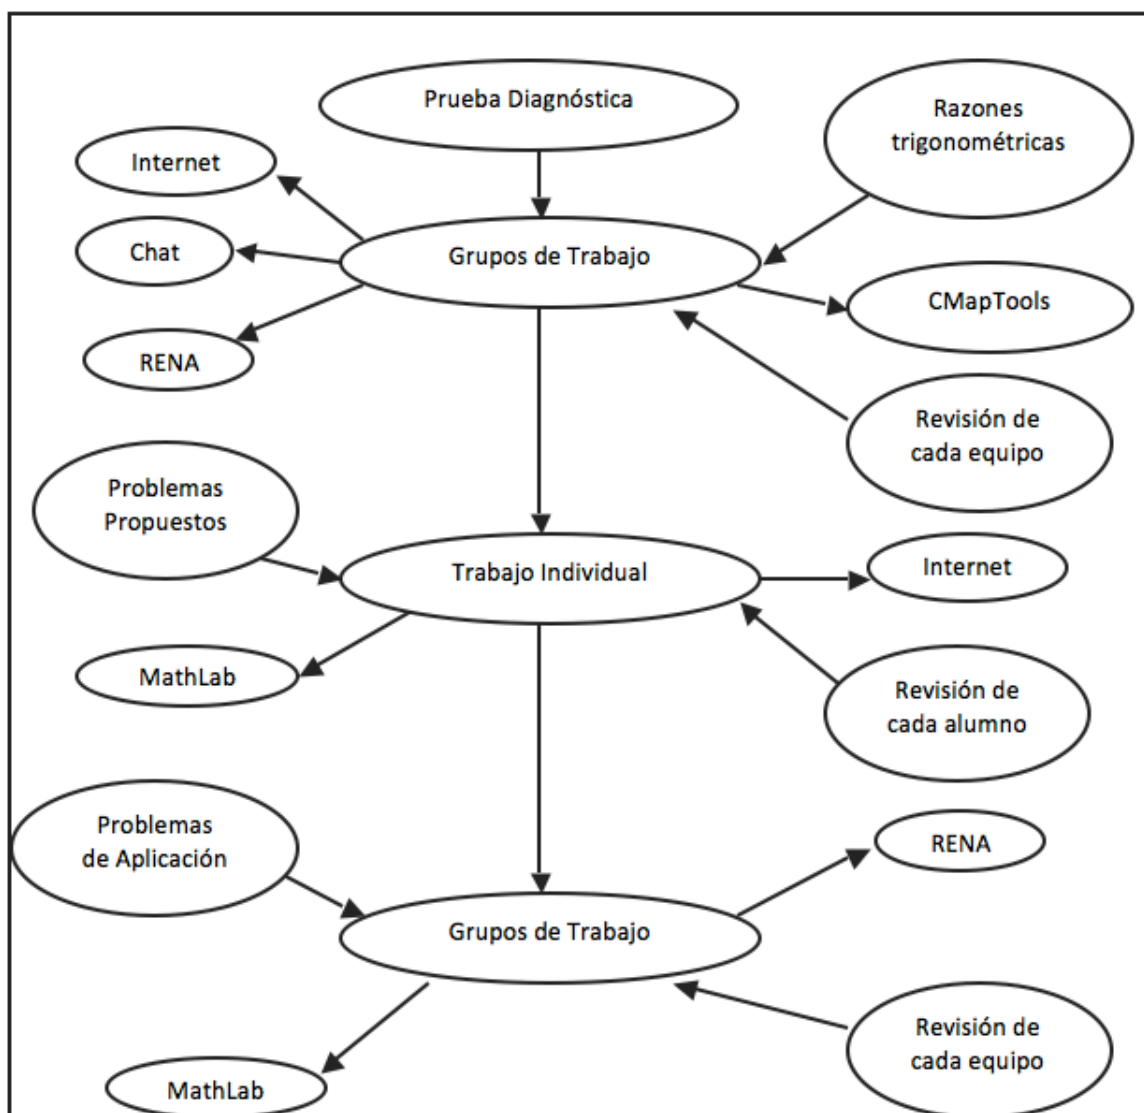 Prueba Diagnóstica
Razones
trigonométricas
Internet
Chat
Grupos de Trabajo
CMapTools
RENA
Revisión de
cada equipo
Problemas
Propuestos
Trabajo Individual
Internet
MathLab
Revisión de
cada alumno
Problemas
de Aplicación
RENA
Grupos de Trabajo
Revisión de
cada equipo
MathLab